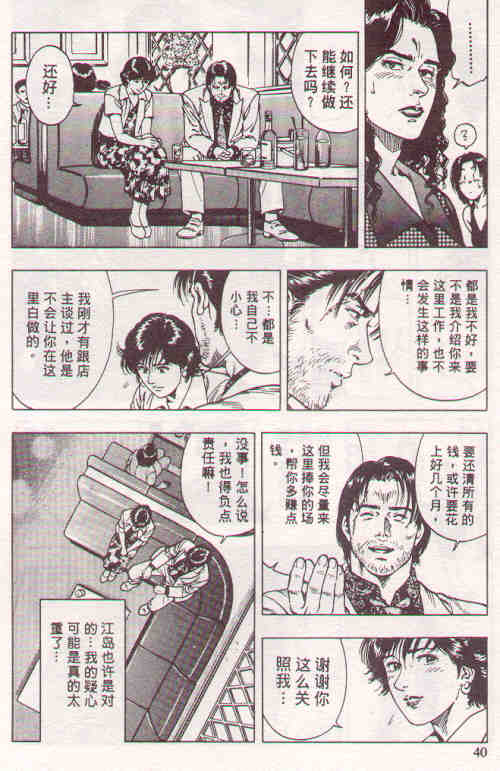 ………
？
如何？还
能继续做
下去吗？
还好…
都是我不好，要
不是我介绍你来
这里工作，也不
会发生这样的事
情…
不…都是
我自己不
小心…
我刚才有跟店
主谈过，他是
不会让你在这
里白做的。
要还清所有的
钱，或许要花
上好几个月，
但我会尽量来
这里捧你的场
，帮你多赚点
钱。
没事！怎么说
，我也得负点
责任嘛！
谢谢你
这么关
照我…
江岛也许是对
的…我的疑心
可能是真的太
重了…
40